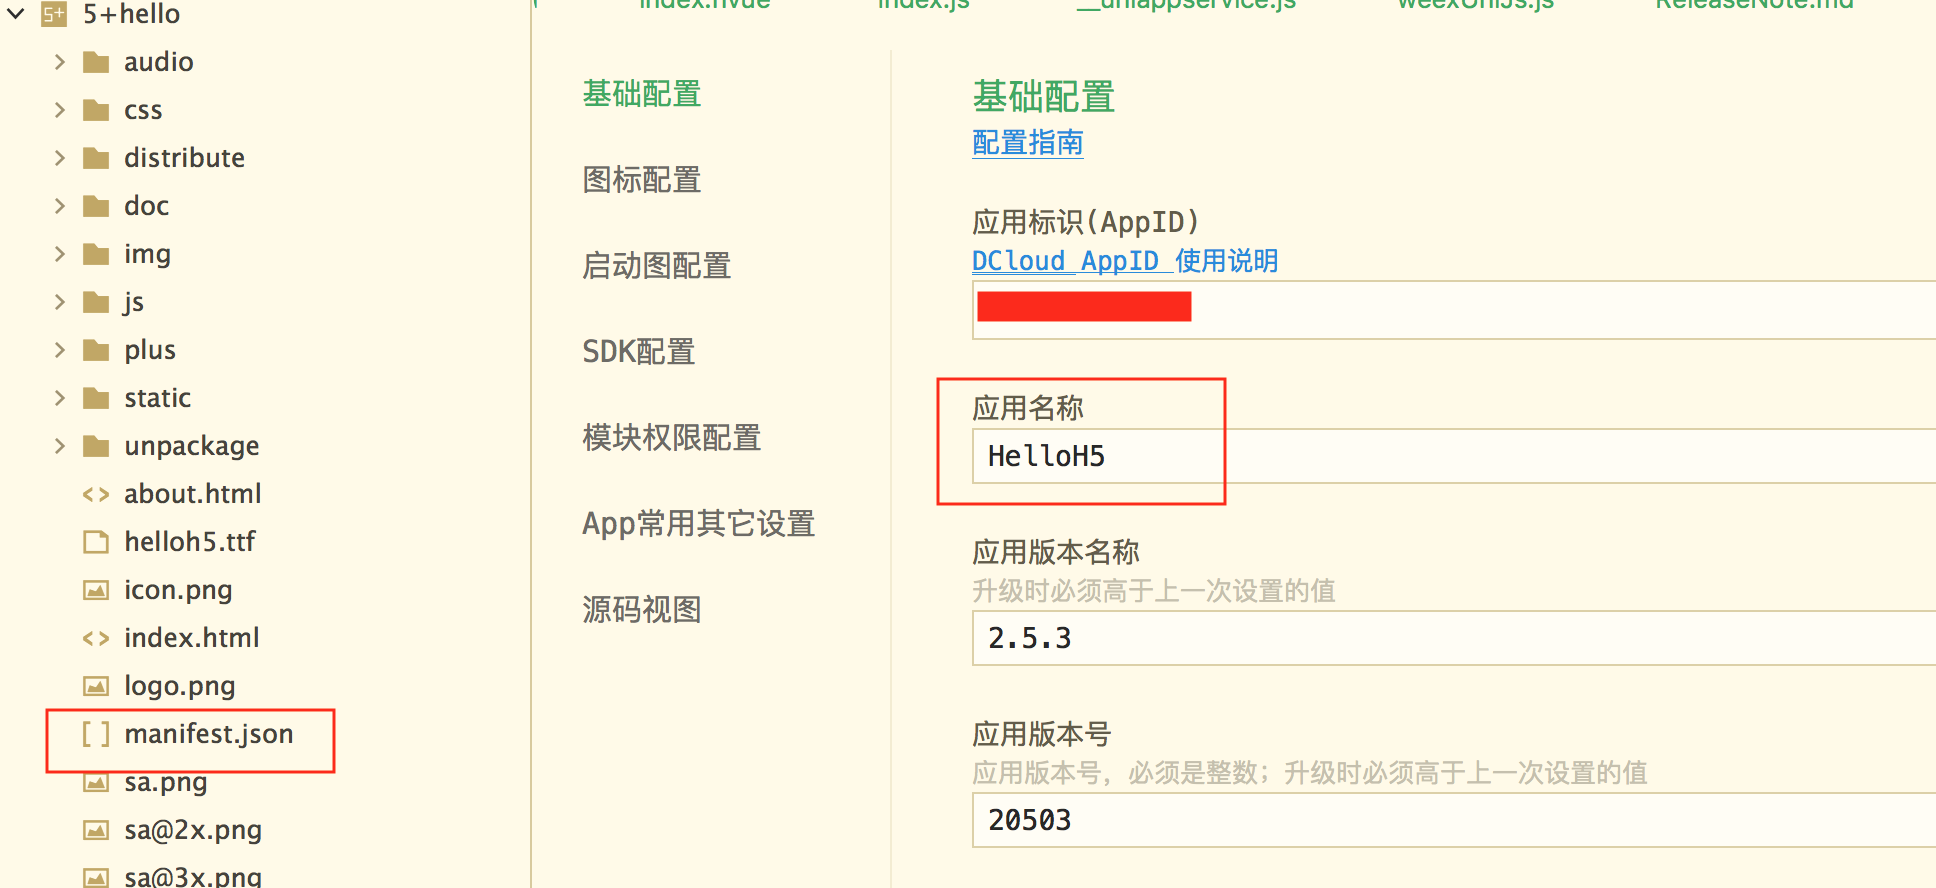 5+hello
audio
css
distribute
doc
img
js
plus
static
unpackage
about.html
helloh5.ttf
icon.png
index.html
logo.png
manifest.json
sa.png
sa@2x.png
sa@3x.png
index.nvue index.js __uniappservice.js weexUniJs.js ReleaseNote.md
基础配置
图标配置
启动图配置
SDK配置
模块权限配置
App常用其它设置
源码视图
基础配置
配置指南
应用标识(AppID)
DCloud AppID 使用说明
应用名称
HelloH5
应用版本名称
升级时必须高于上一次设置的值
2.5.3
应用版本号
应用版本号，必须是整数；升级时必须高于上一次设置的值
20503